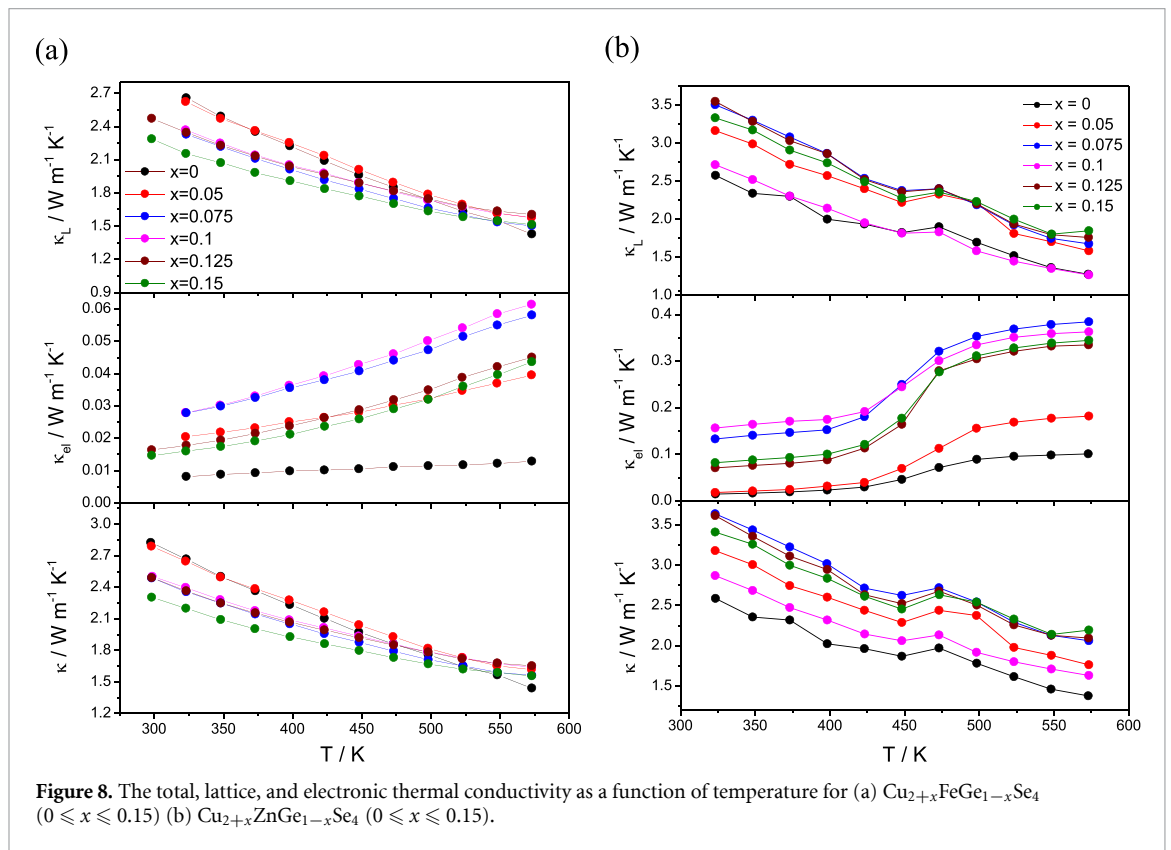 (a)
(b)
2.7
2.4
2.1
1.8
1.5
1.2
0.9
κL / W m-1 K-1
x=0
x=0.05
x=0.075
x=0.1
x=0.125
x=0.15
0.06
0.05
0.04
0.03
0.02
0.01
0.00
κel / W m-1 K-1
3.0
2.7
2.4
2.1
1.8
1.5
1.2
κ / W m-1 K-1
300 350 400 450 500 550 600
T / K
3.5
3.0
2.5
2.0
1.5
1.0
κL / W m-1 K-1
x = 0
x = 0.05
x = 0.075
x = 0.1
x = 0.125
x = 0.15
0.4
0.3
0.2
0.1
0.0
κel / W m-1 K-1
3.5
3.0
2.5
2.0
1.5
κ / W m-1 K-1
300 350 400 450 500 550 600
T / K
Figure 8. The total, lattice, and electronic thermal conductivity as a function of temperature for (a) Cu2+xFeGe1−xSe4
(0 ⩽ x ⩽ 0.15) (b) Cu2+xZnGe1−xSe4 (0 ⩽ x ⩽ 0.15).